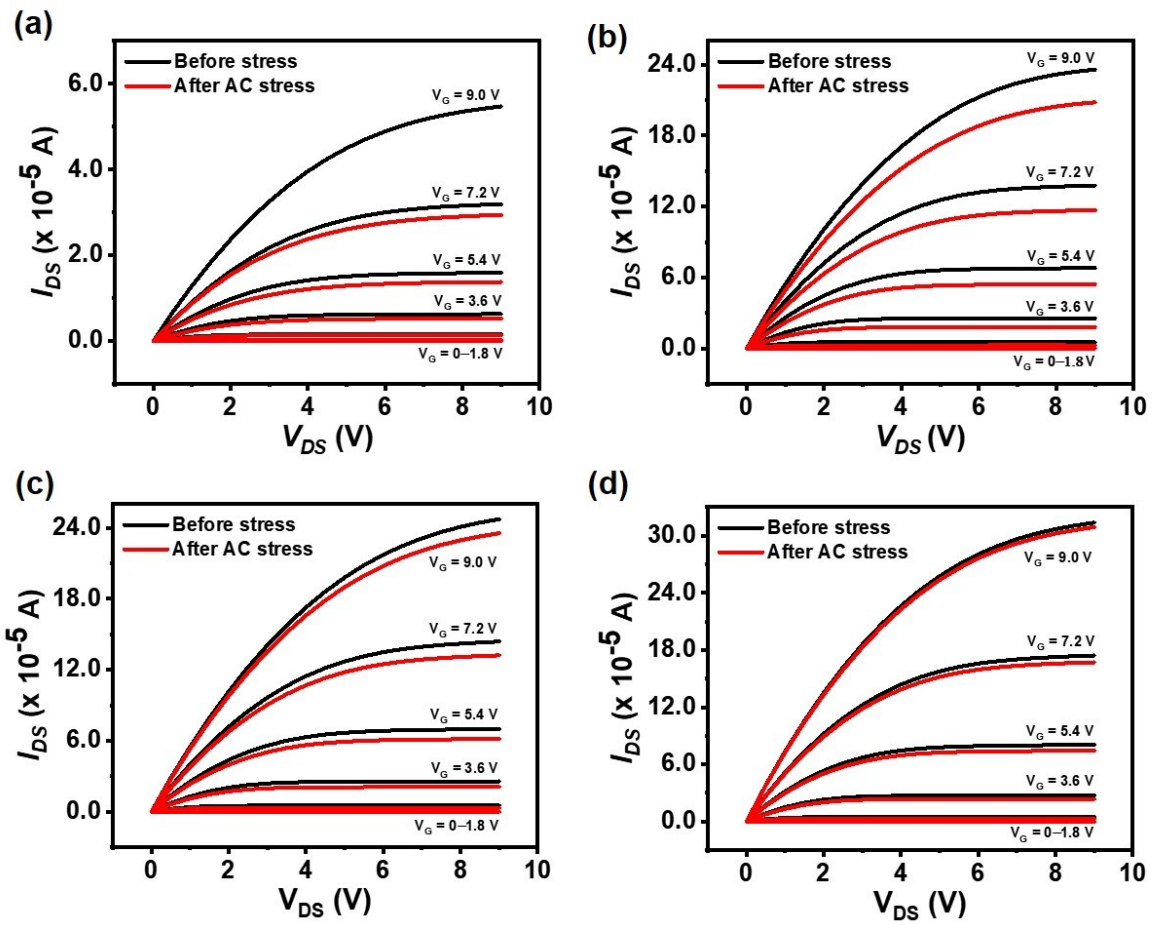 (a)
Before stress
After AC stress
V_G = 9.0 V
V_G = 7.2 V
V_G = 5.4 V
V_G = 3.6 V
V_G = 0–1.8 V
6.0
4.0
2.0
0.0
I_DS (x 10^-5 A)
0 2 4 6 8 10
V_DS (V)
(b)
Before stress
After AC stress
V_G = 9.0 V
V_G = 7.2 V
V_G = 5.4 V
V_G = 3.6 V
V_G = 0–1.8 V
24.0
18.0
12.0
6.0
0.0
I_DS (x 10^-5 A)
0 2 4 6 8 10
V_DS (V)
(c)
Before stress
After AC stress
V_G = 9.0 V
V_G = 7.2 V
V_G = 5.4 V
V_G = 3.6 V
V_G = 0–1.8 V
24.0
18.0
12.0
6.0
0.0
I_DS (x 10^-5 A)
0 2 4 6 8 10
V_DS (V)
(d)
Before stress
After AC stress
V_G = 9.0 V
V_G = 7.2 V
V_G = 5.4 V
V_G = 3.6 V
V_G = 0–1.8 V
30.0
24.0
18.0
12.0
6.0
0.0
I_DS (x 10^-5 A)
0 2 4 6 8 10
V_DS (V)